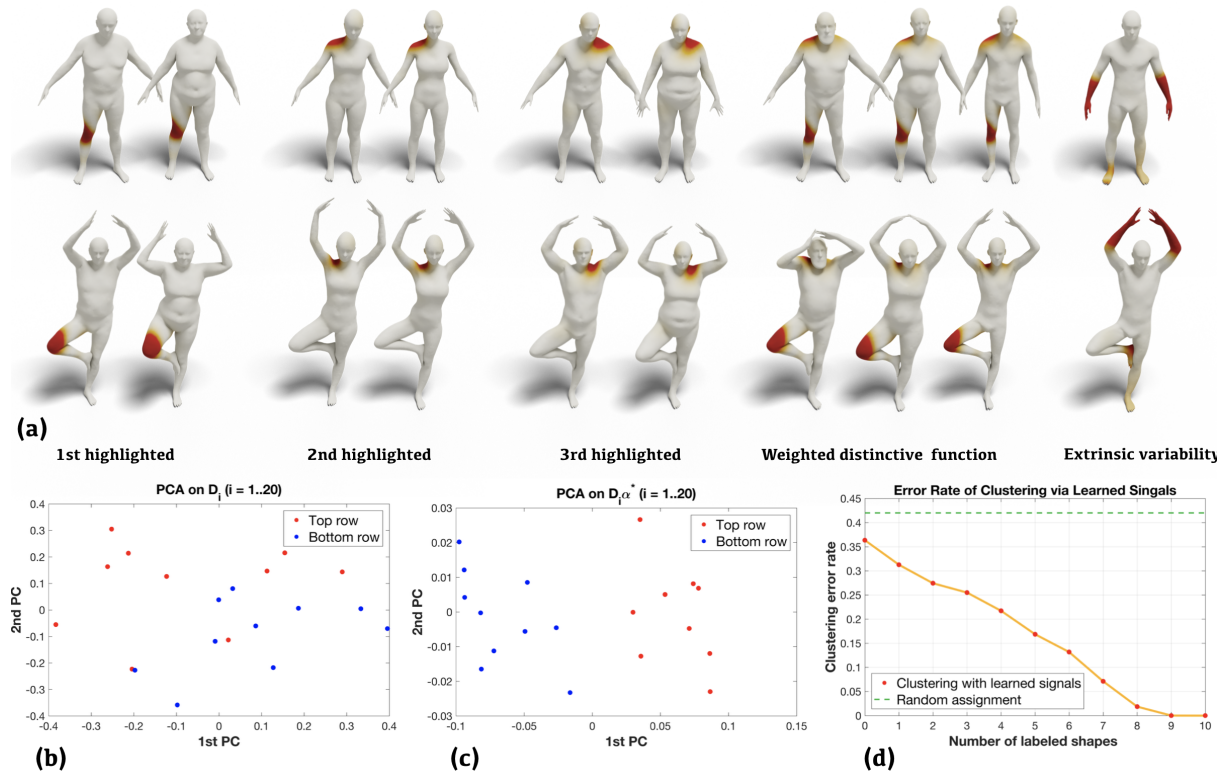 (a)
1st highlighted
2nd highlighted
3rd highlighted
Weighted distinctive function
Extrinsic variability
PCA on D_i (i = 1..20)
Top row
Bottom row
0.4
0.3
0.2
0.1
0
-0.1
-0.2
-0.3
-0.4
2nd PC
-0.4 -0.3 -0.2 -0.1 0 0.1 0.2 0.3 0.4
1st PC
(b)
PCA on D_i α* (i = 1..20)
Top row
Bottom row
0.03
0.02
0.01
0
-0.01
-0.02
-0.03
2nd PC
-0.1 -0.05 0 0.05 0.1 0.15
1st PC
(c)
Error Rate of Clustering via Learned Singals
0.45
0.4
0.35
0.3
0.25
0.2
0.15
0.1
0.05
0
Clustering error rate
Clustering with learned signals
Random assignment
0 1 2 3 4 5 6 7 8 9 10
Number of labeled shapes
(d)